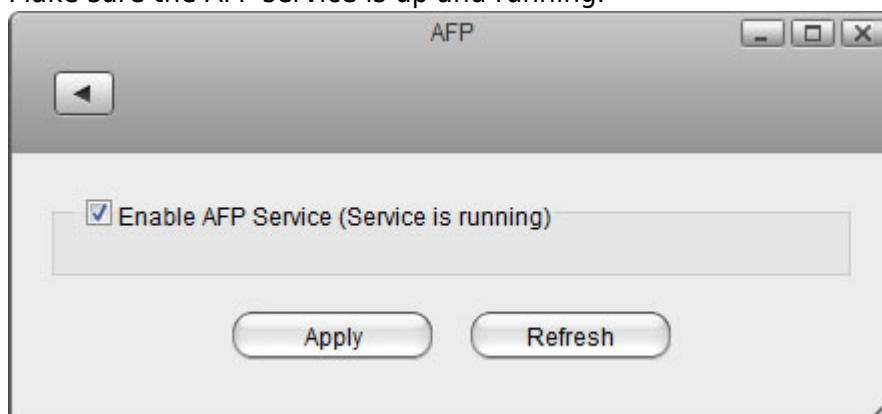 Make sure the AFP service is up and running.
AFP
Enable AFP Service (Service is running)
Apply
Refresh